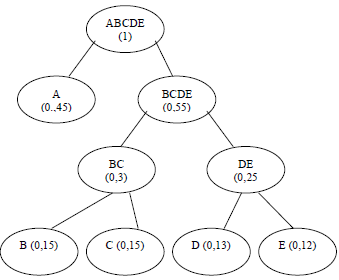 ABCDE
(1)
A
(0.,45)
BCDE
(0,55)
BC
(0,3)
DE
(0,25
B (0,15)
C (0,15)
D (0,13)
E (0,12)